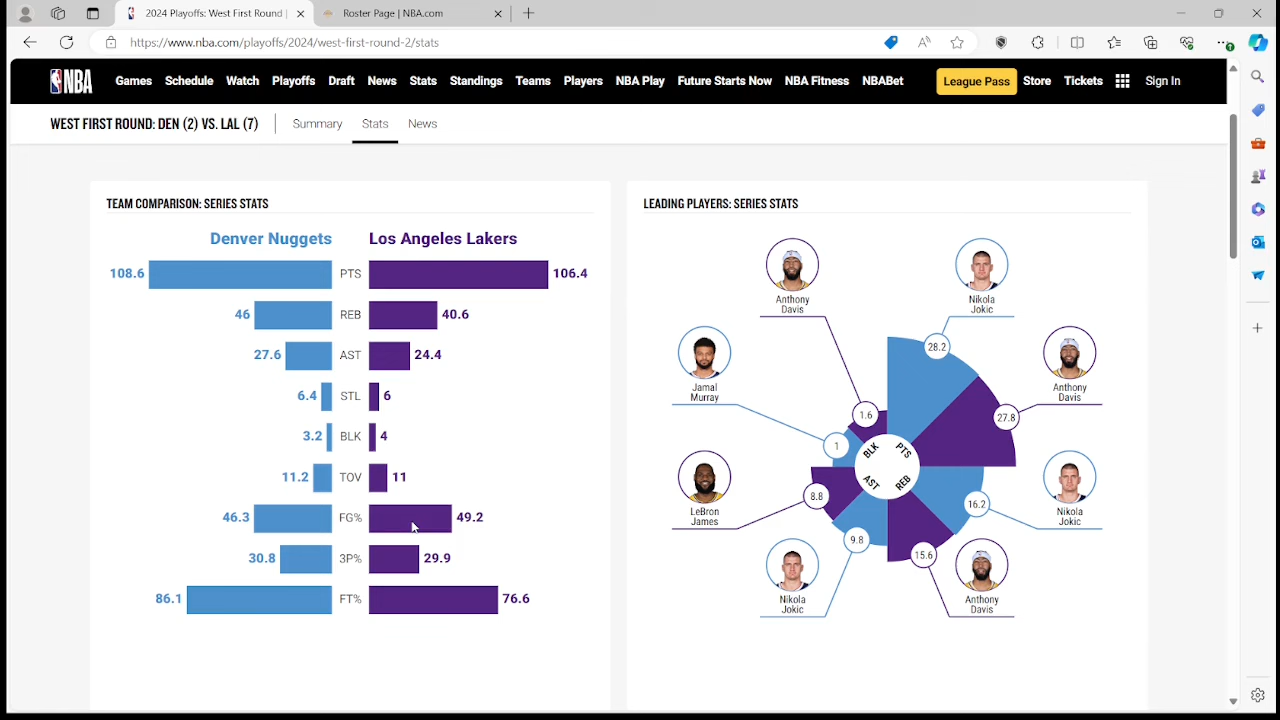 2024 Playoffs: West First Round |
Roster Page | NBA.com
https://www.nba.com/playoffs/2024/west-first-round-2/stats
NBA Games Schedule Watch Playoffs Draft News Stats Standings Teams Players NBA Play Future Starts Now NBA Fitness NBABet League Pass Store Tickets Sign In
WEST FIRST ROUND: DEN (2) VS. LAL (7) Summary Stats News
TEAM COMPARISON: SERIES STATS
Denver Nuggets Los Angeles Lakers
108.6 PTS 106.4
46 REB 40.6
27.6 AST 24.4
6.4 STL 6
3.2 BLK 4
11.2 TOV 11
46.3 FG% 49.2
30.8 3P% 29.9
86.1 FT% 76.6
LEADING PLAYERS: SERIES STATS
Anthony
Davis
Nikola
Jokic
28.2
Jamal
Murray
Anthony
Davis
1.6
27.8
1
BLK PTS
AST REB
LeBron
James
8.8
16.2
Nikola
Jokic
9.8
15.6
Nikola
Jokic
Anthony
Davis